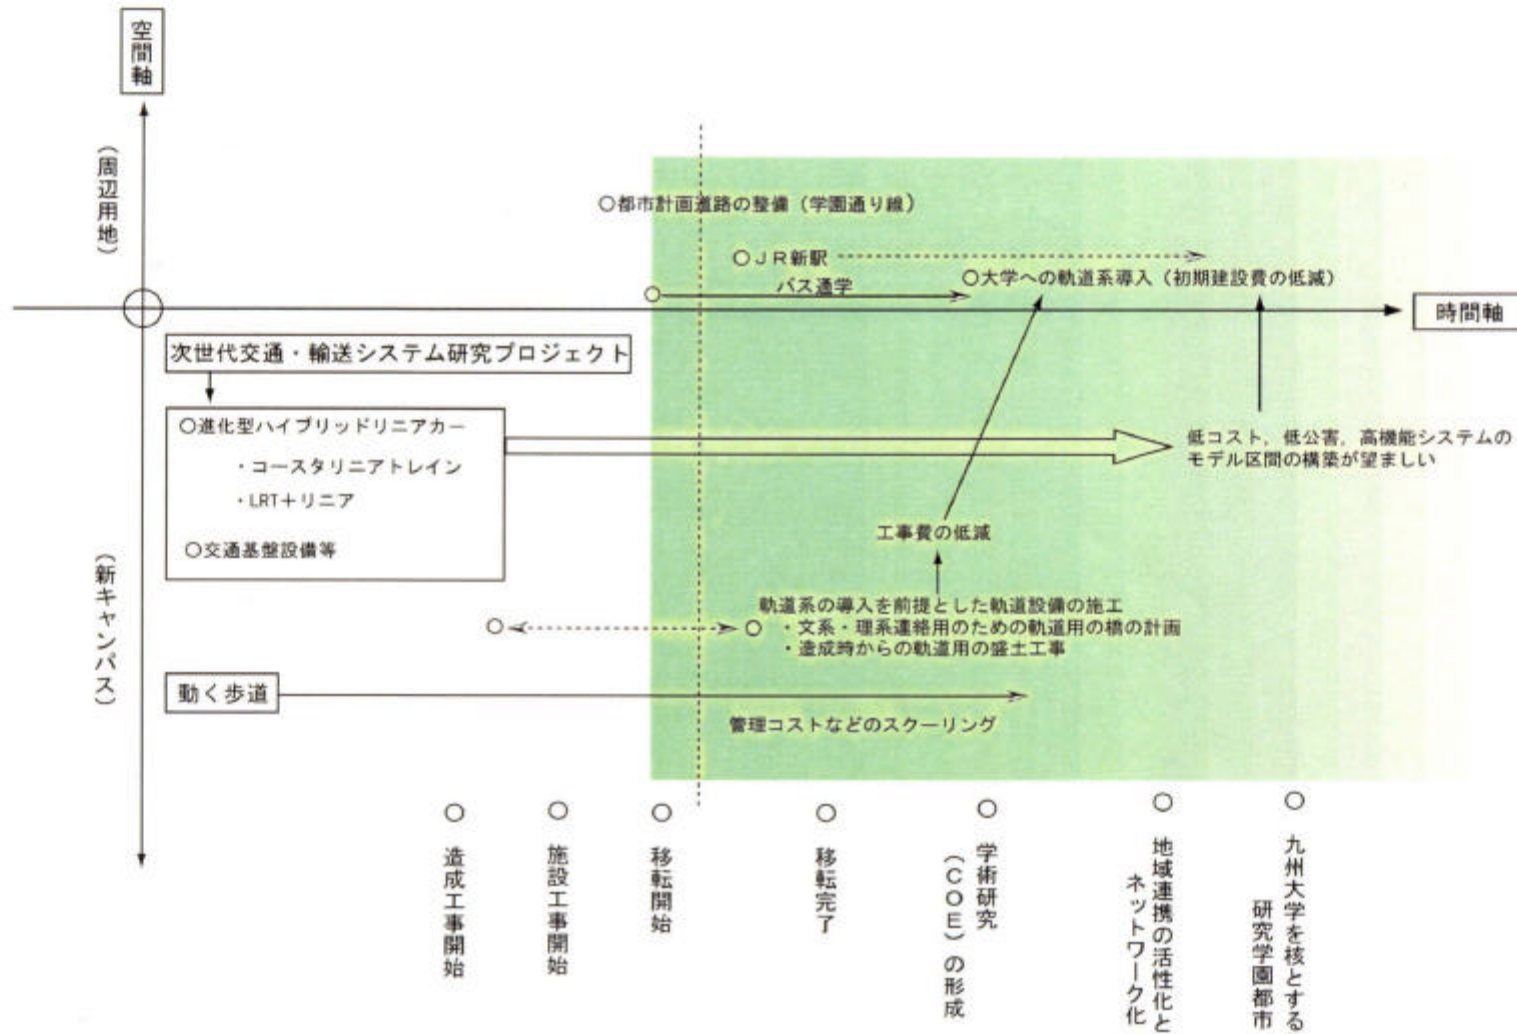 空間軸
（周辺用地）
○都市計画道路の整備（学園通り線）
○ＪＲ新駅
バス通学
○大学への軌道系導入（初期建設費の低減）
時間軸
次世代交通・輸送システム研究プロジェクト
○進化型ハイブリッドリニアカー
・コースタリニアトレイン
・LRT＋リニア
○交通基盤設備等
低コスト，低公害，高機能システムの
モデル区間の構築が望ましい
工事費の低減
（新キャンパス）
軌道系の導入を前提とした軌道設備の施工
・文系・理系連絡用のための軌道用の橋の計画
・造成時からの軌道用の盛土工事
動く歩道
管理コストなどのスクーリング
○ 造成工事開始
○ 施設工事開始
○ 移転開始
○ 移転完了
○ 学術研究
（ＣＯＥ）の形成
○ 地域連携の活性化と
ネットワーク化
○ 九州大学を核とする
研究学園都市